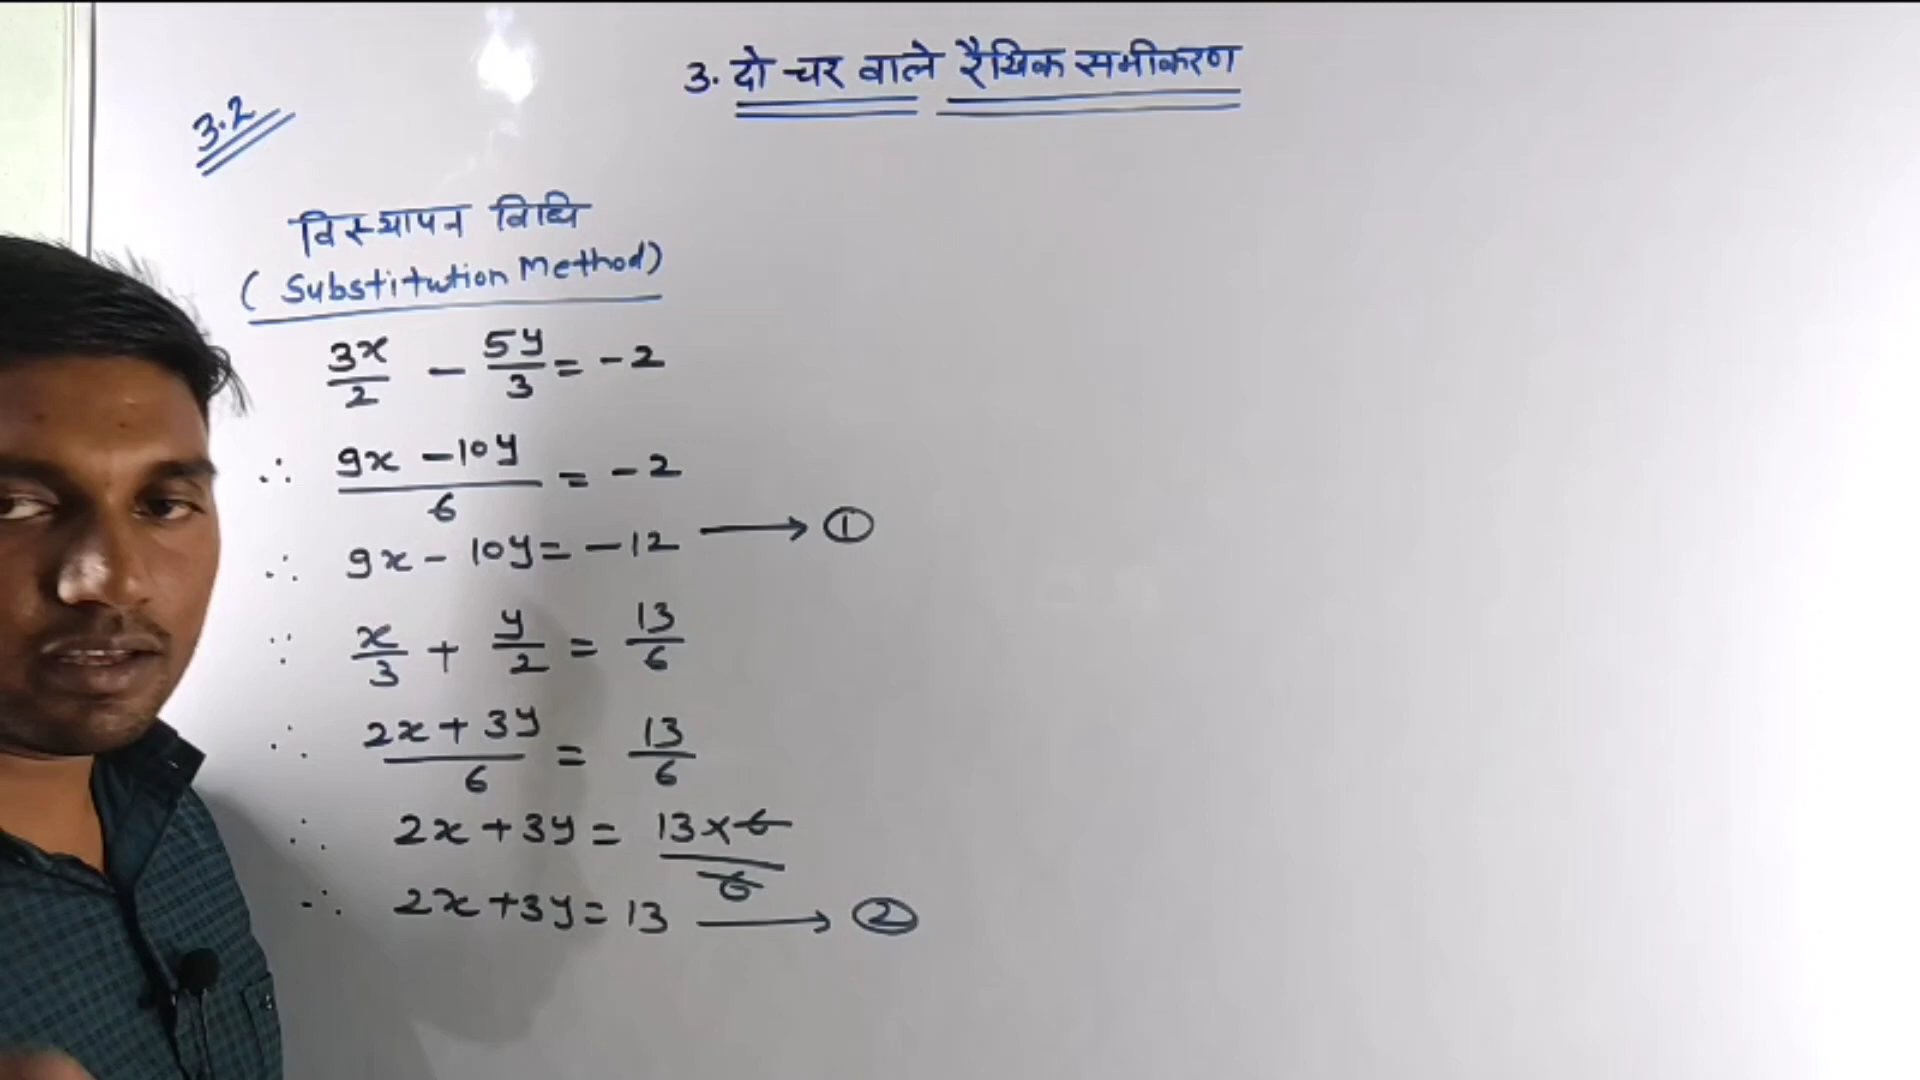 3. दो चर वाले रैखिक समीकरण
3.2
विस्थापन विधि
(Substitution Method)
3x/2 - 5y/3 = -2
∴ (9x - 10y)/6 = -2
∴ 9x - 10y = -12 → ①
∵ x/3 + y/2 = 13/6
∴ (2x + 3y)/6 = 13/6
∴ 2x + 3y = (13 × 6)/6
∴ 2x + 3y = 13 → ②